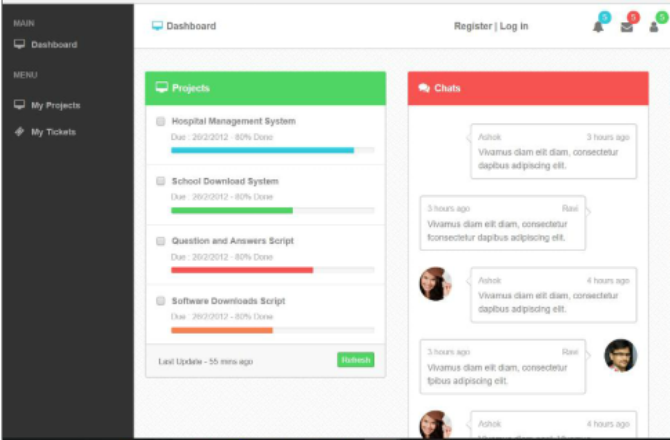 MAIN
Dashboard
MENU
My Projects
My Tickets
Dashboard
Register | Log in
5
5
5
Projects
Hospital Management System
Due : 26/2/2012 - 80% Done
School Download System
Due : 26/2/2012 - 80% Done
Question and Answers Script
Due : 26/2/2012 - 80% Done
Software Downloads Script
Due : 26/2/2012 - 80% Done
Last Update - 55 mins ago
Refresh
Chats
Ashok 3 hours ago
Vivamus diam elit diam, consectetur
dapibus adipiscing elit.
3 hours ago Ravi
Vivamus diam elit diam, consectetur
fconsectetur dapibus adipiscing elit.
Ashok 4 hours ago
Vivamus diam elit diam, consectetur
dapibus adipiscing elit.
3 hours ago Ravi
Vivamus diam elit diam, consectetur
fpibus adipiscing elit.
Ashok 4 hours ago